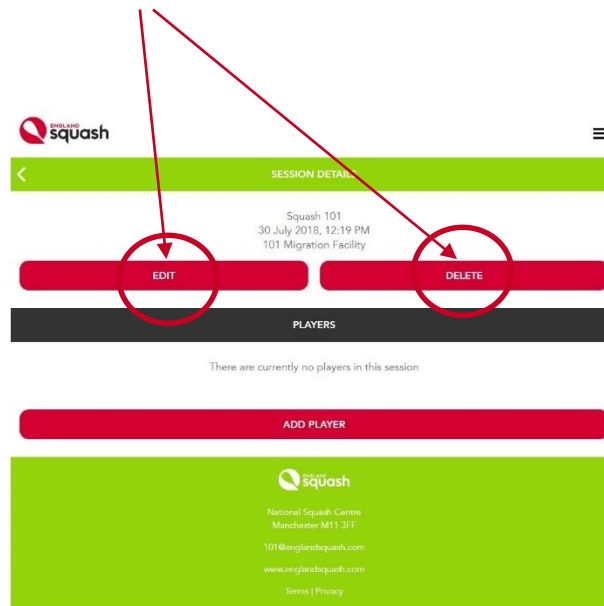 ENGLAND
squash
SESSION DETAILS
Squash 101
30 July 2018, 12:19 PM
101 Migration Facility
EDIT
DELETE
PLAYERS
There are currently no players in this session
ADD PLAYER
ENGLAND
squash
National Squash Centre
Manchester M11 3FF
101@englandsquash.com
www.englandsquash.com
Terms | Privacy